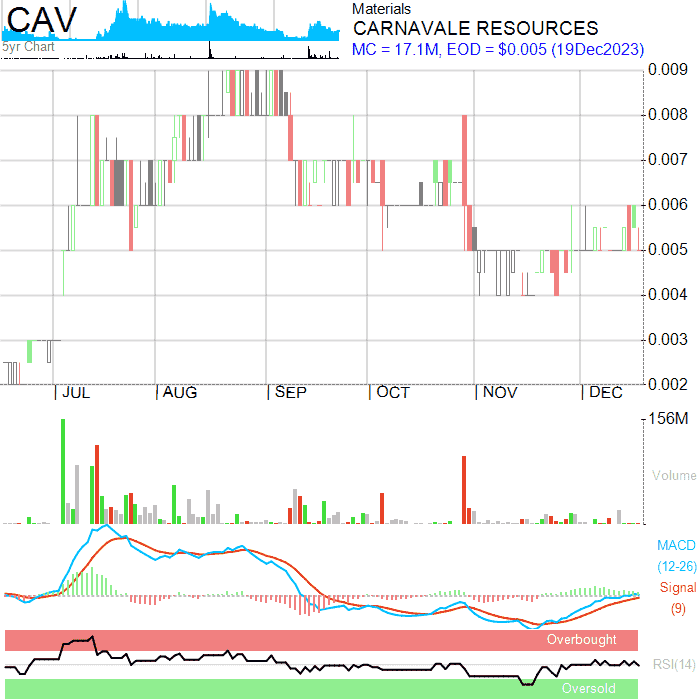 CAV
5yr Chart
Materials
CARNAVALE RESOURCES
MC = 17.1M, EOD = $0.005 (19Dec2023)
0.009
0.008
0.007
0.006
0.005
0.004
0.003
0.002
JUL AUG SEP OCT NOV DEC
156M
Volume
MACD
(12-26)
Signal
(9)
Overbought
RSI(14)
Oversold